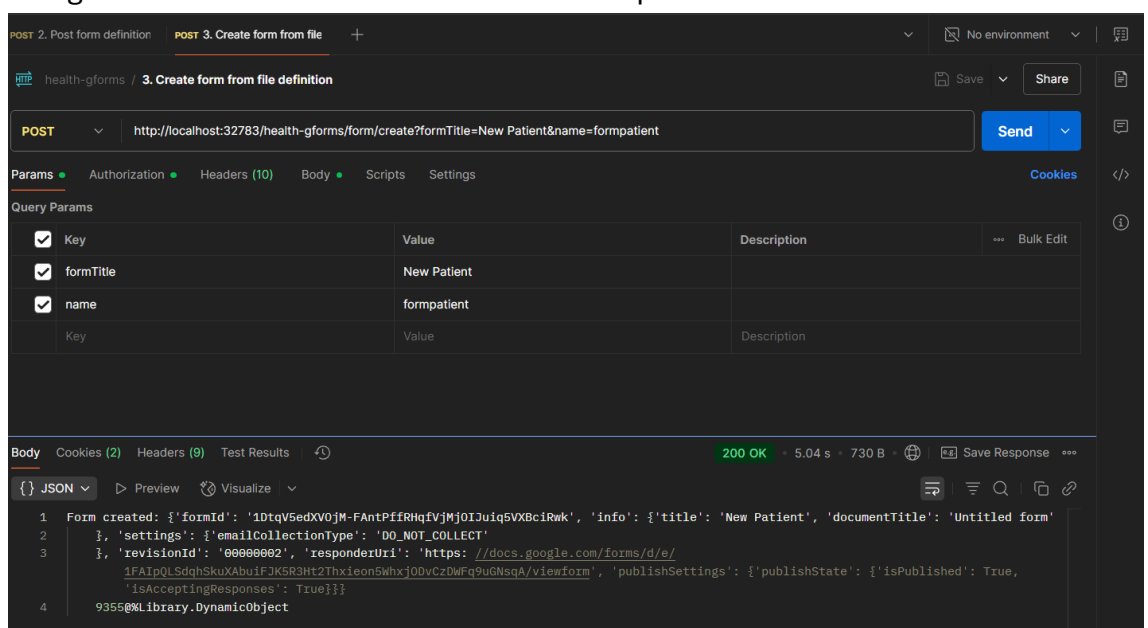 POST 2. Post form definition POST 3. Create form from file No environment
HTTP health-gforms / 3. Create form from file definition Save Share
POST http://localhost:32783/health-gforms/form/create?formTitle=New Patient&name=formpatient Send
Params Authorization Headers (10) Body Scripts Settings Cookies
Query Params
Key Value Description Bulk Edit
formTitle New Patient
name formpatient
Key Value Description
Body Cookies (2) Headers (9) Test Results 200 OK 5.04 s 730 B e.g. Save Response
{} JSON Preview Visualize
1 Form created: {'formId': '1DtqV5edXVOjM-FAntPffRHqfVjMjOIJuiq5VXBciRwk', 'info': {'title': 'New Patient', 'documentTitle': 'Untitled form'
2 }, 'settings': {'emailCollectionType': 'DO_NOT_COLLECT'
3 }, 'revisionId': '00000002', 'responderUri': 'https: //docs.google.com/forms/d/e/
1FAIpQLSdqhSkuXAbuiFJK5R3Ht2Thxieon5WhxjODvCzDWFq9uGNsqA/viewform', 'publishSettings': {'publishState': {'isPublished': True,
'isAcceptingResponses': True}}}
4 9355@%Library.DynamicObject